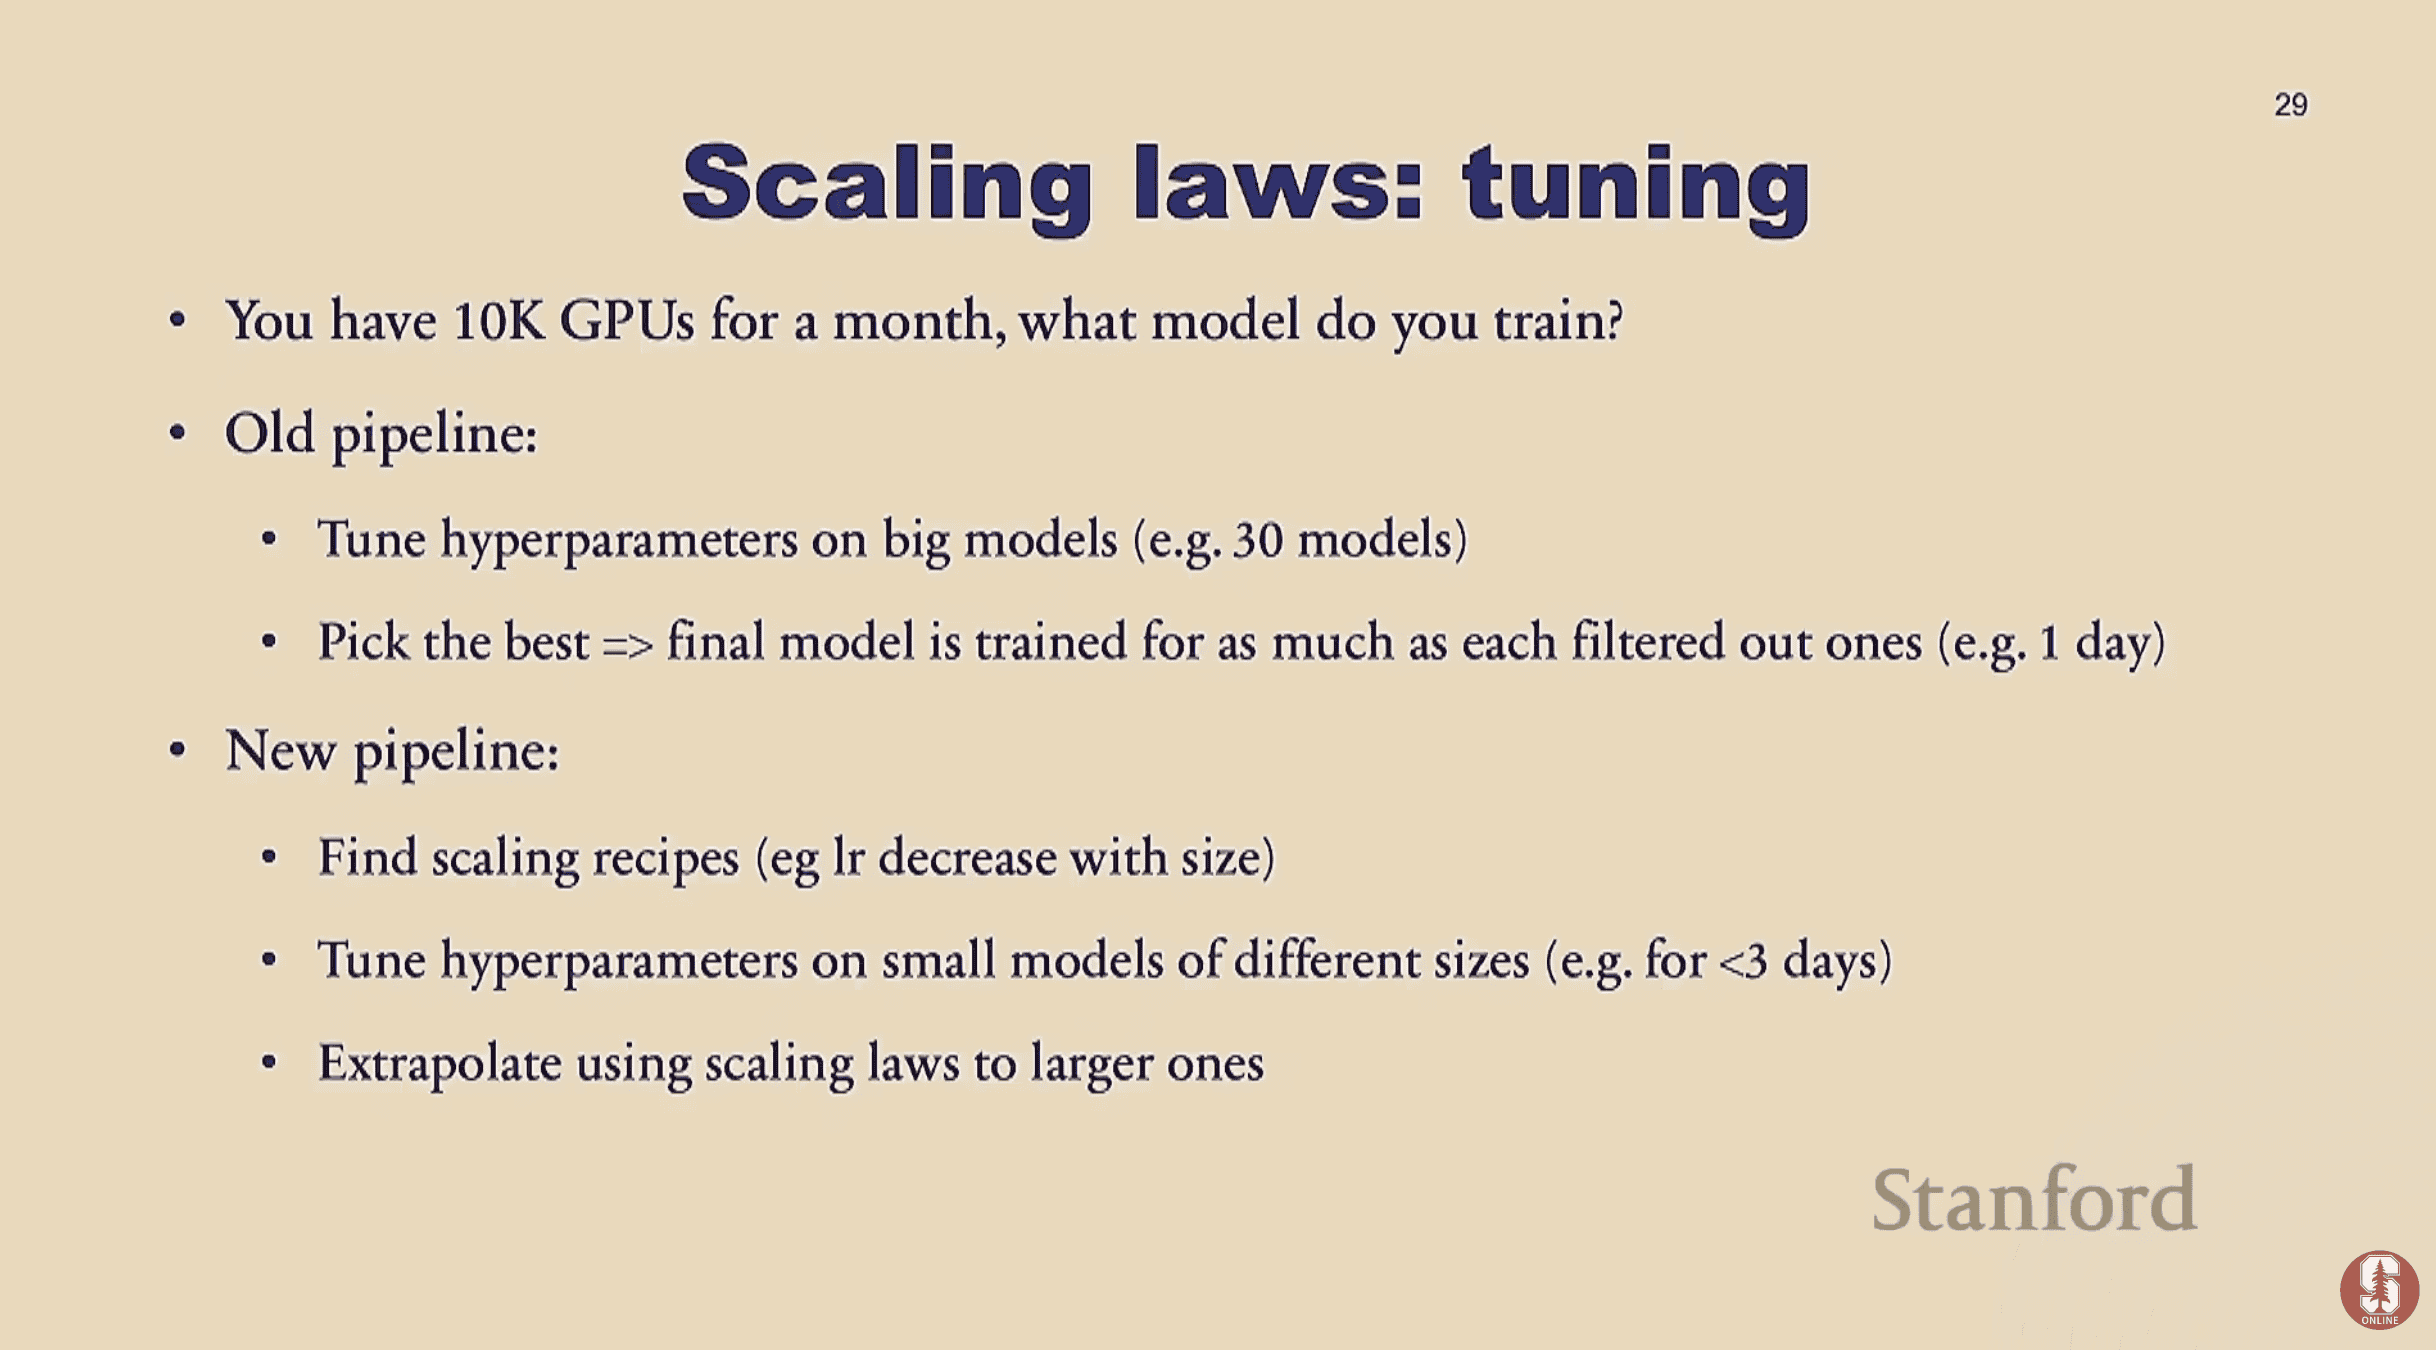 29
Scaling laws: tuning
• You have 10K GPUs for a month, what model do you train?
• Old pipeline:
• Tune hyperparameters on big models (e.g. 30 models)
• Pick the best => final model is trained for as much as each filtered out ones (e.g. 1 day)
• New pipeline:
• Find scaling recipes (eg lr decrease with size)
• Tune hyperparameters on small models of different sizes (e.g. for <3 days)
• Extrapolate using scaling laws to larger ones
Stanford
S
ONLINE